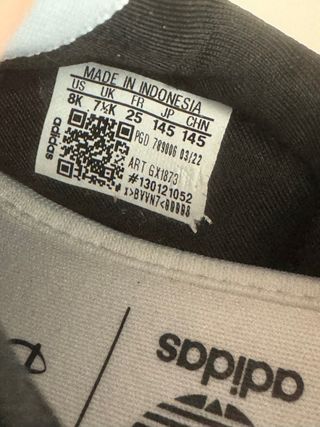 MADE IN INDONESIA
US UK FR JP CHN
8K 7½K 25 145 145
adidas
PGD 789006 03/22
ART GX1873
#130121052
adidas